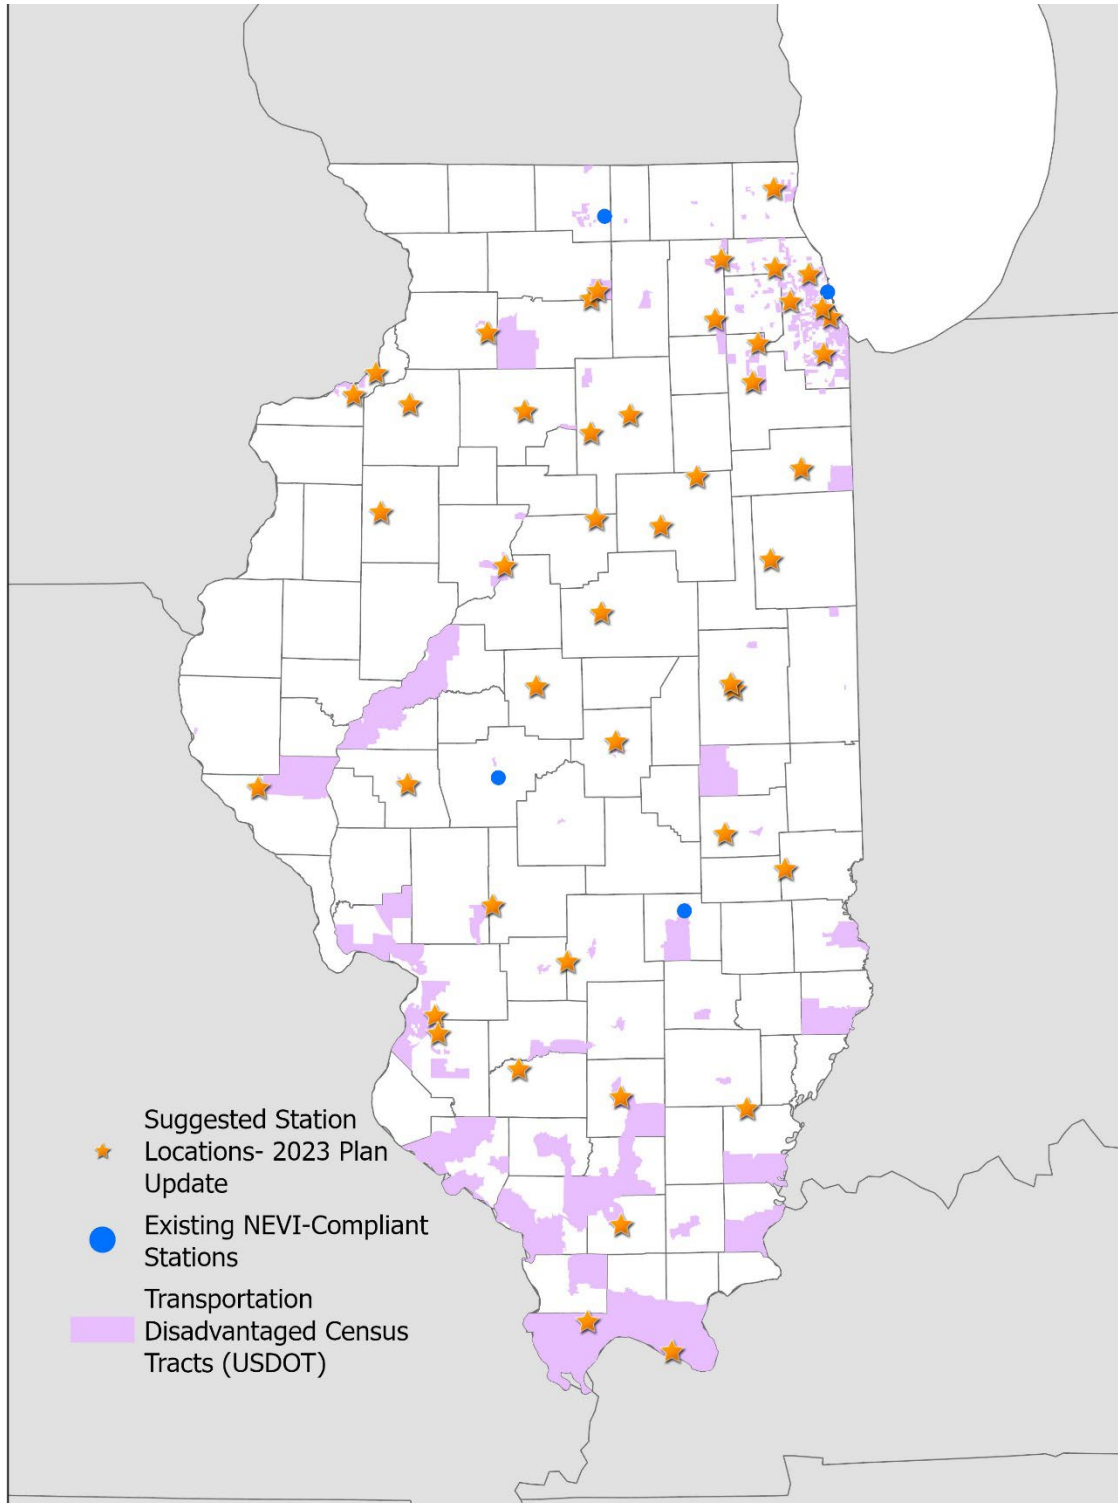 Suggested Station
Locations- 2023 Plan
Update
Existing NEVI-Compliant
Stations
Transportation
Disadvantaged Census
Tracts (USDOT)